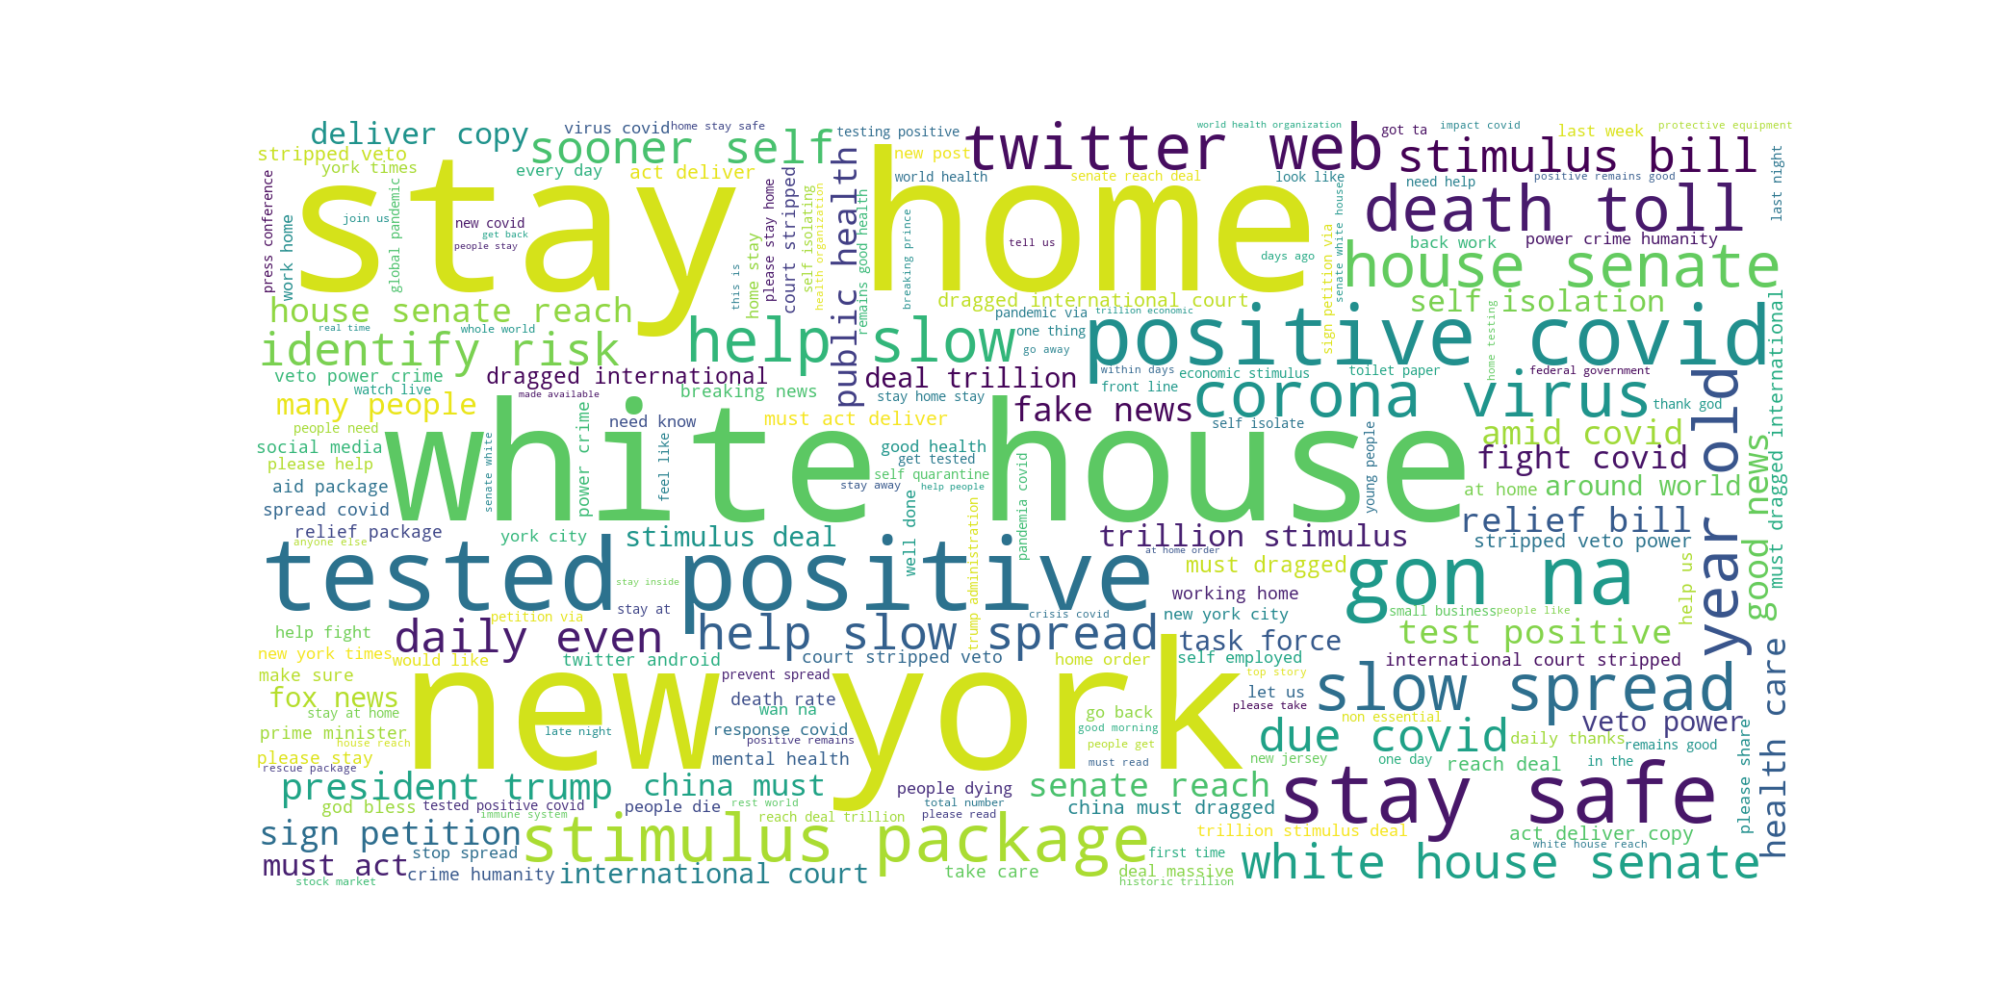 deliver copy
virus covid
home stay safe
sooner self
testing positive
twitter web
world health organization
got ta
impact covid
last week
protective equipment
stripped veto
york times
every day
act deliver
new post
world health
senate reach deal
look like
need help
positive remains good
stimulus bill
last night
press conference
work home
join us
global pandemic
stay home
new covid
get back
people stay
this is
home stay
please stay home
court stripped
self isolating
health organization
public health
remains good health
breaking prince
tell us
days ago
sign petition via
senate white house
death toll
back work
power crime humanity
house senate
house senate reach
dragged international court
self isolation
real time
whole world
identify risk
help slow
pandemic via
trillion economic
one thing
go away
positive covid
home testing
must dragged international
veto power crime
watch live
dragged international
made available
breaking news
deal trillion
within days
front line
economic stimulus
toilet paper
federal government
many people
people need
need know
must act deliver
stay home stay
fake news
corona virus
self isolate
thank god
year old
social media
please help
aid package
spread covid
relief package
anyone else
white house
senate white
power crime
feel like
good health
get tested
self quarantine
stay away
help people
well done
pandemia covid
young people
amid covid
fight covid
at home
around world
good news
york city
stimulus deal
trump administration
trillion stimulus
at home order
relief bill
stripped veto power
tested positive
stay inside
stay at
petition via
must dragged
working home
new york city
gon na
small business
people like
help us
help fight
daily even
crisis covid
help slow spread
task force
test positive
new york times
would like
twitter android
court stripped veto
home order
self employed
international court stripped
make sure
prevent spread
top story
fox news
stay at home
death rate
wan na
let us
please take
slow spread
health care
prime minister
house reach
please stay
rescue package
new york
late night
response covid
positive remains
mental health
go back
good morning
people get
must read
non essential
veto power
due covid
daily thanks
remains good
new jersey
one day
reach deal
in the
please share
president trump
china must
people dying
senate reach
stay safe
god bless
tested positive covid
immune system
people die
rest world
total number
please read
china must dragged
reach deal trillion
sign petition
stimulus package
trillion stimulus deal
act deliver copy
white house reach
must act
stop spread
crime humanity
stock market
international court
take care
first time
deal massive
historic trillion
white house senate